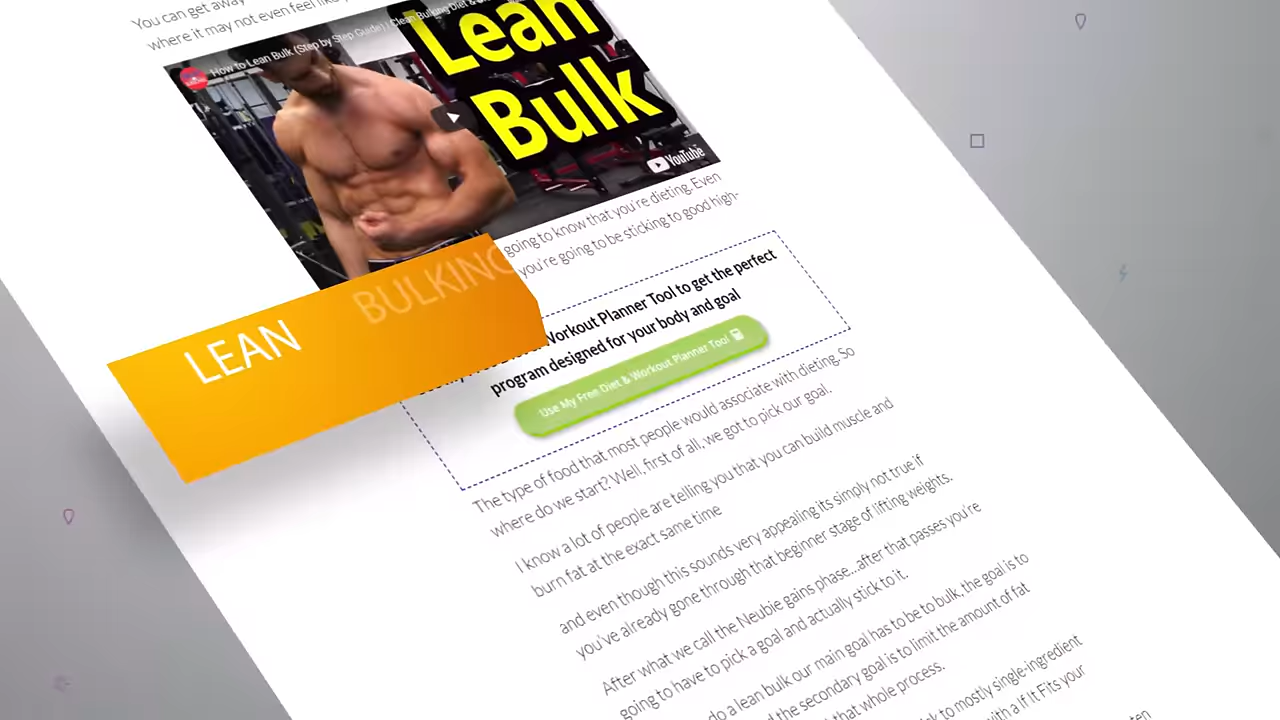 You can get away
where it may not even feel like y
How to Lean Bulk (Step by Step Guide) | Clean Bulking Diet &
Lean
Bulk
YouTube
going to know that you're dieting. Even
you're going to be sticking to good high-
LEAN BULKING
Workout Planner Tool to get the perfect
program designed for your body and goal
Use My Free Diet & Workout Planner Tool
The type of food that most people would associate with dieting. So
where do we start? Well, first of all, we got to pick our goal.
I know a lot of people are telling you that you can build muscle and
burn fat at the exact same time
and even though this sounds very appealing its simply not true if
you've already gone through that beginner stage of lifting weights.
After what we call the Neubie gains phase...after that passes you're
going to have to pick a goal and actually stick to it.
do a lean bulk our main goal has to be to bulk, the goal is to
d the secondary goal is to limit the amount of fat
that whole process.
k to mostly single-ingredient
with a If It Fits your